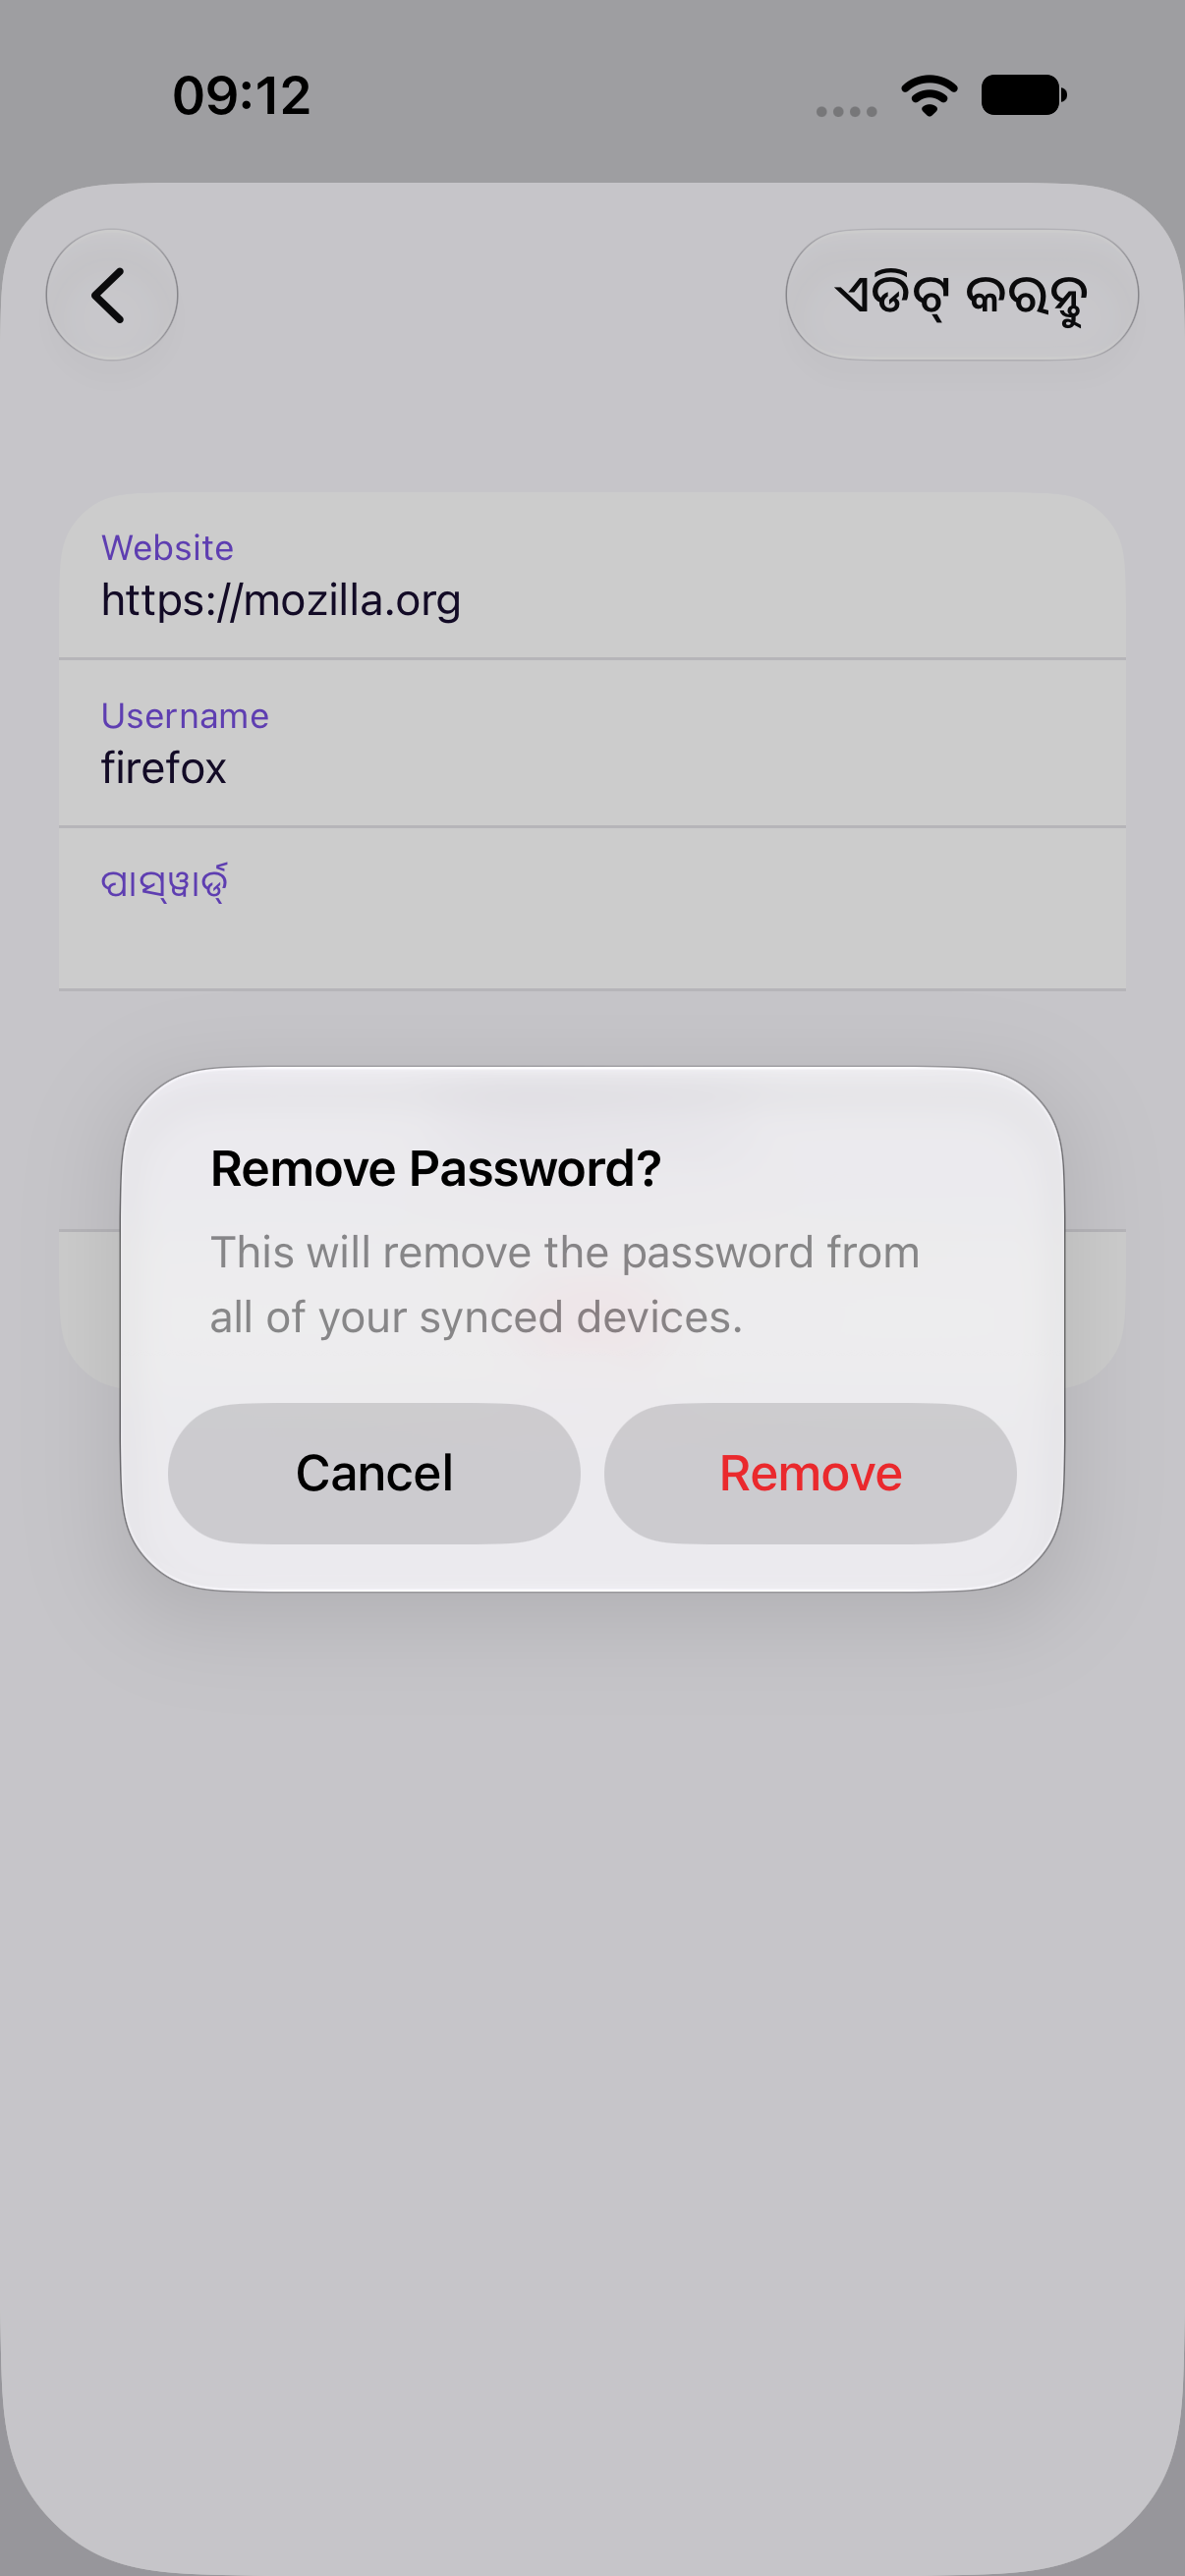 09:12
ଏଡିଟ୍ କରନ୍ତୁ
Website
https://mozilla.org
Username
firefox
ପାସ୍ୱାର୍ଡ଼୍
Remove Password?
This will remove the password from
all of your synced devices.
Cancel
Remove